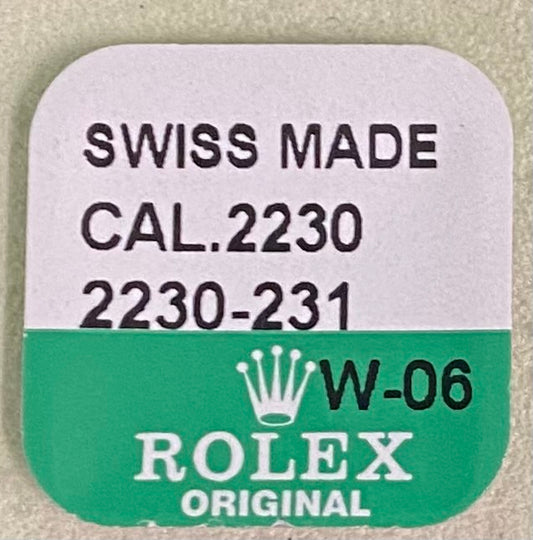 SWISS MADE
CAL.2230
2230-231
W-06
ROLEX
ORIGINAL